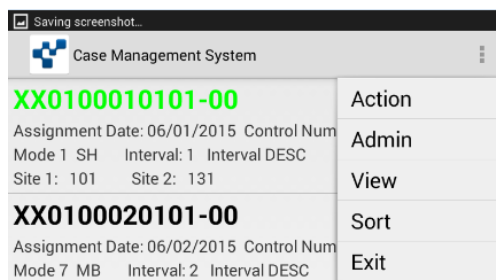 Saving screenshot...
Case Management System
XX0100010101-00
Assignment Date: 06/01/2015 Control Num
Mode 1 SH Interval: 1 Interval DESC
Site 1: 101 Site 2: 131
XX0100020101-00
Assignment Date: 06/02/2015 Control Num
Mode 7 MB Interval: 2 Interval DESC
Action
Admin
View
Sort
Exit